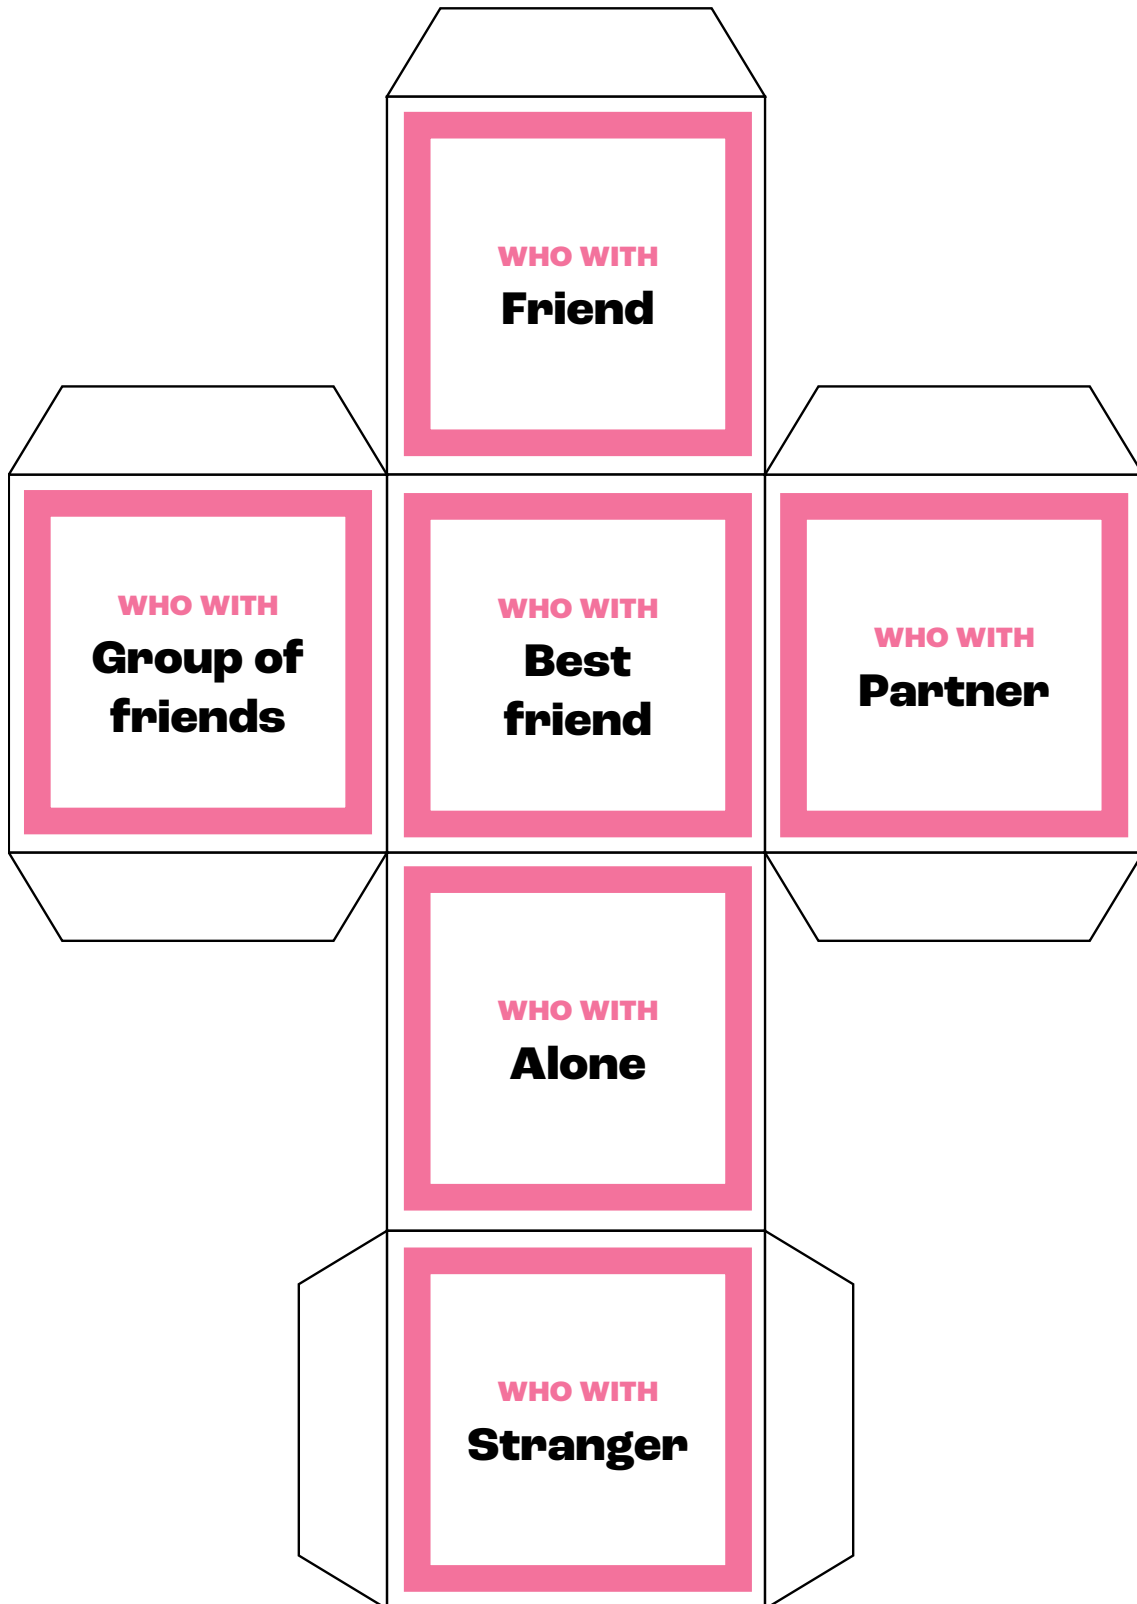 WHO WITH
Friend
WHO WITH
Group of
friends
WHO WITH
Best
friend
WHO WITH
Partner
WHO WITH
Alone
WHO WITH
Stranger